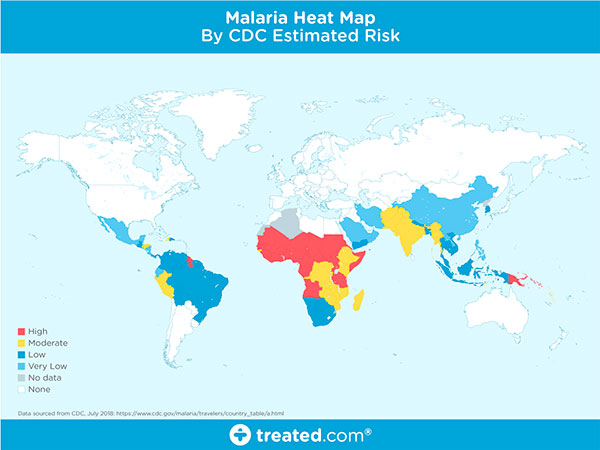 Malaria Heat Map
By CDC Estimated Risk
High
Moderate
Low
Very Low
No data
None
Data sourced from CDC, July 2018: https://www.cdc.gov/malaria/travelers/country_table/a.html
treated.com®